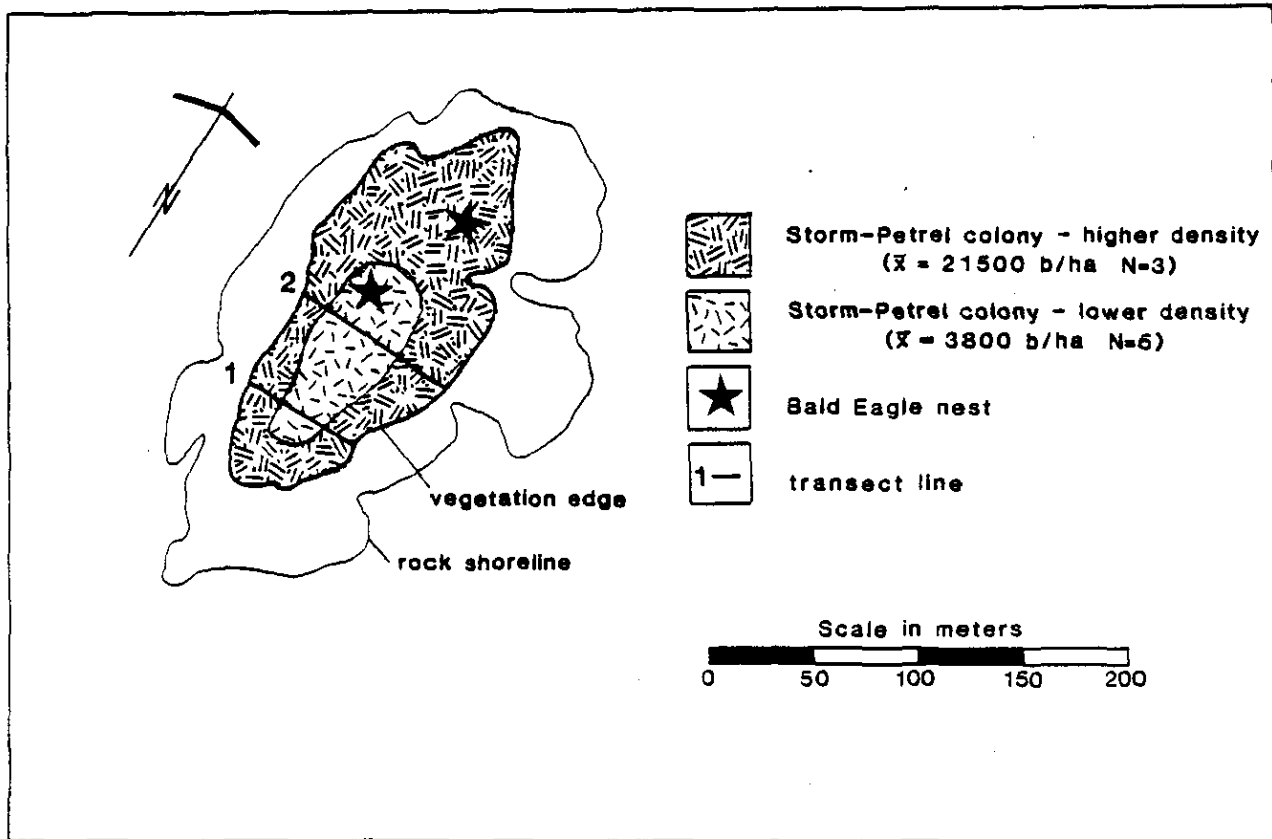 N
2
1
vegetation edge
rock shoreline
Storm-Petrel colony - higher density
(x̄ = 21500 b/ha N=3)
Storm-Petrel colony - lower density
(x̄ = 3800 b/ha N=6)
Bald Eagle nest
1— transect line
Scale in meters
0 50 100 150 200